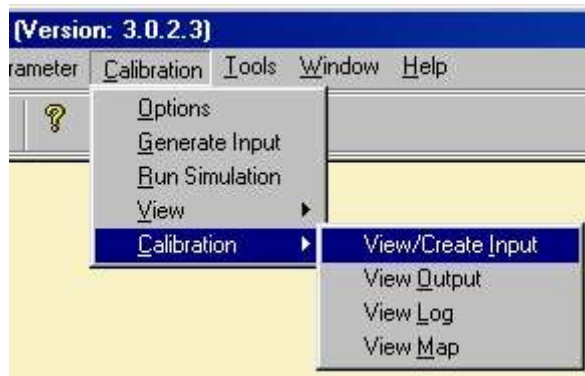 (Version: 3.0.2.3)
rameter Calibration Tools Window Help
?
Options
Generate Input
Run Simulation
View
Calibration
View/Create Input
View Output
View Log
View Map